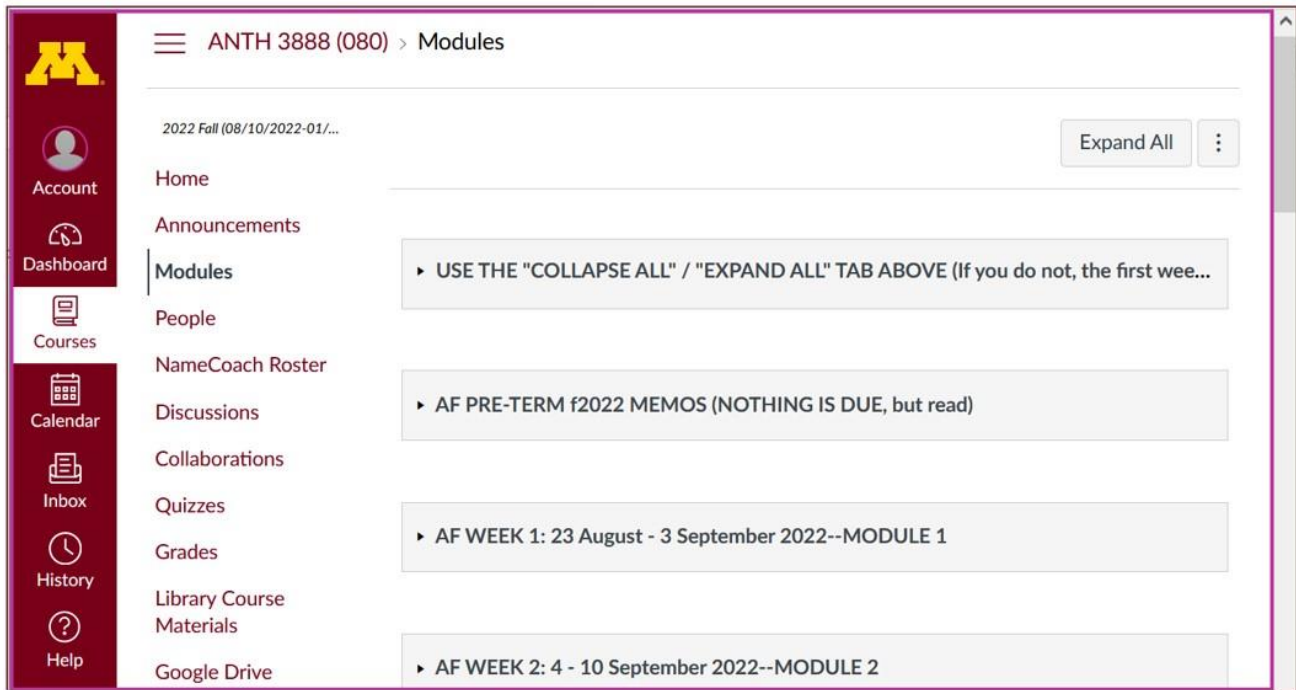 ANTH 3888 (080) > Modules
Account
Dashboard
Courses
Calendar
Inbox
History
Help
2022 Fall (08/10/2022-01/...
Home
Announcements
Modules
People
NameCoach Roster
Discussions
Collaborations
Quizzes
Grades
Library Course
Materials
Google Drive
Expand All
USE THE "COLLAPSE ALL" / "EXPAND ALL" TAB ABOVE (If you do not, the first wee...
AF PRE-TERM f2022 MEMOS (NOTHING IS DUE, but read)
AF WEEK 1: 23 August - 3 September 2022--MODULE 1
AF WEEK 2: 4 - 10 September 2022--MODULE 2